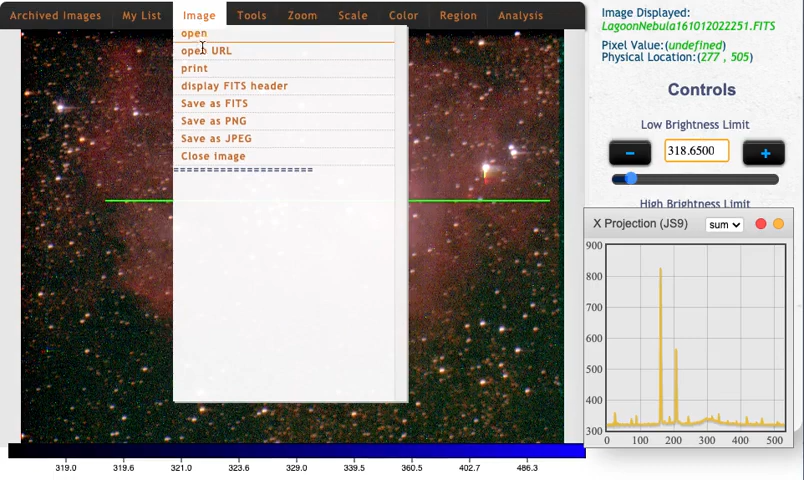 Archived Images My List Image Tools Zoom Scale Color Region Analysis
open
open URL
print
display FITS header
Save as FITS
Save as PNG
Save as JPEG
Close image
=====================
Image Displayed:
LagoonNebula161012022251.FITS
Pixel Value:(undefined)
Physical Location:(277 , 505)
Controls
Low Brightness Limit
− 318.6500 +
High Brightness Limit
X Projection (JS9) sum
900
800
700
600
500
400
300
0 100 200 300 400 500
319.0 319.6 321.0 323.6 329.0 339.5 360.5 402.7 486.3